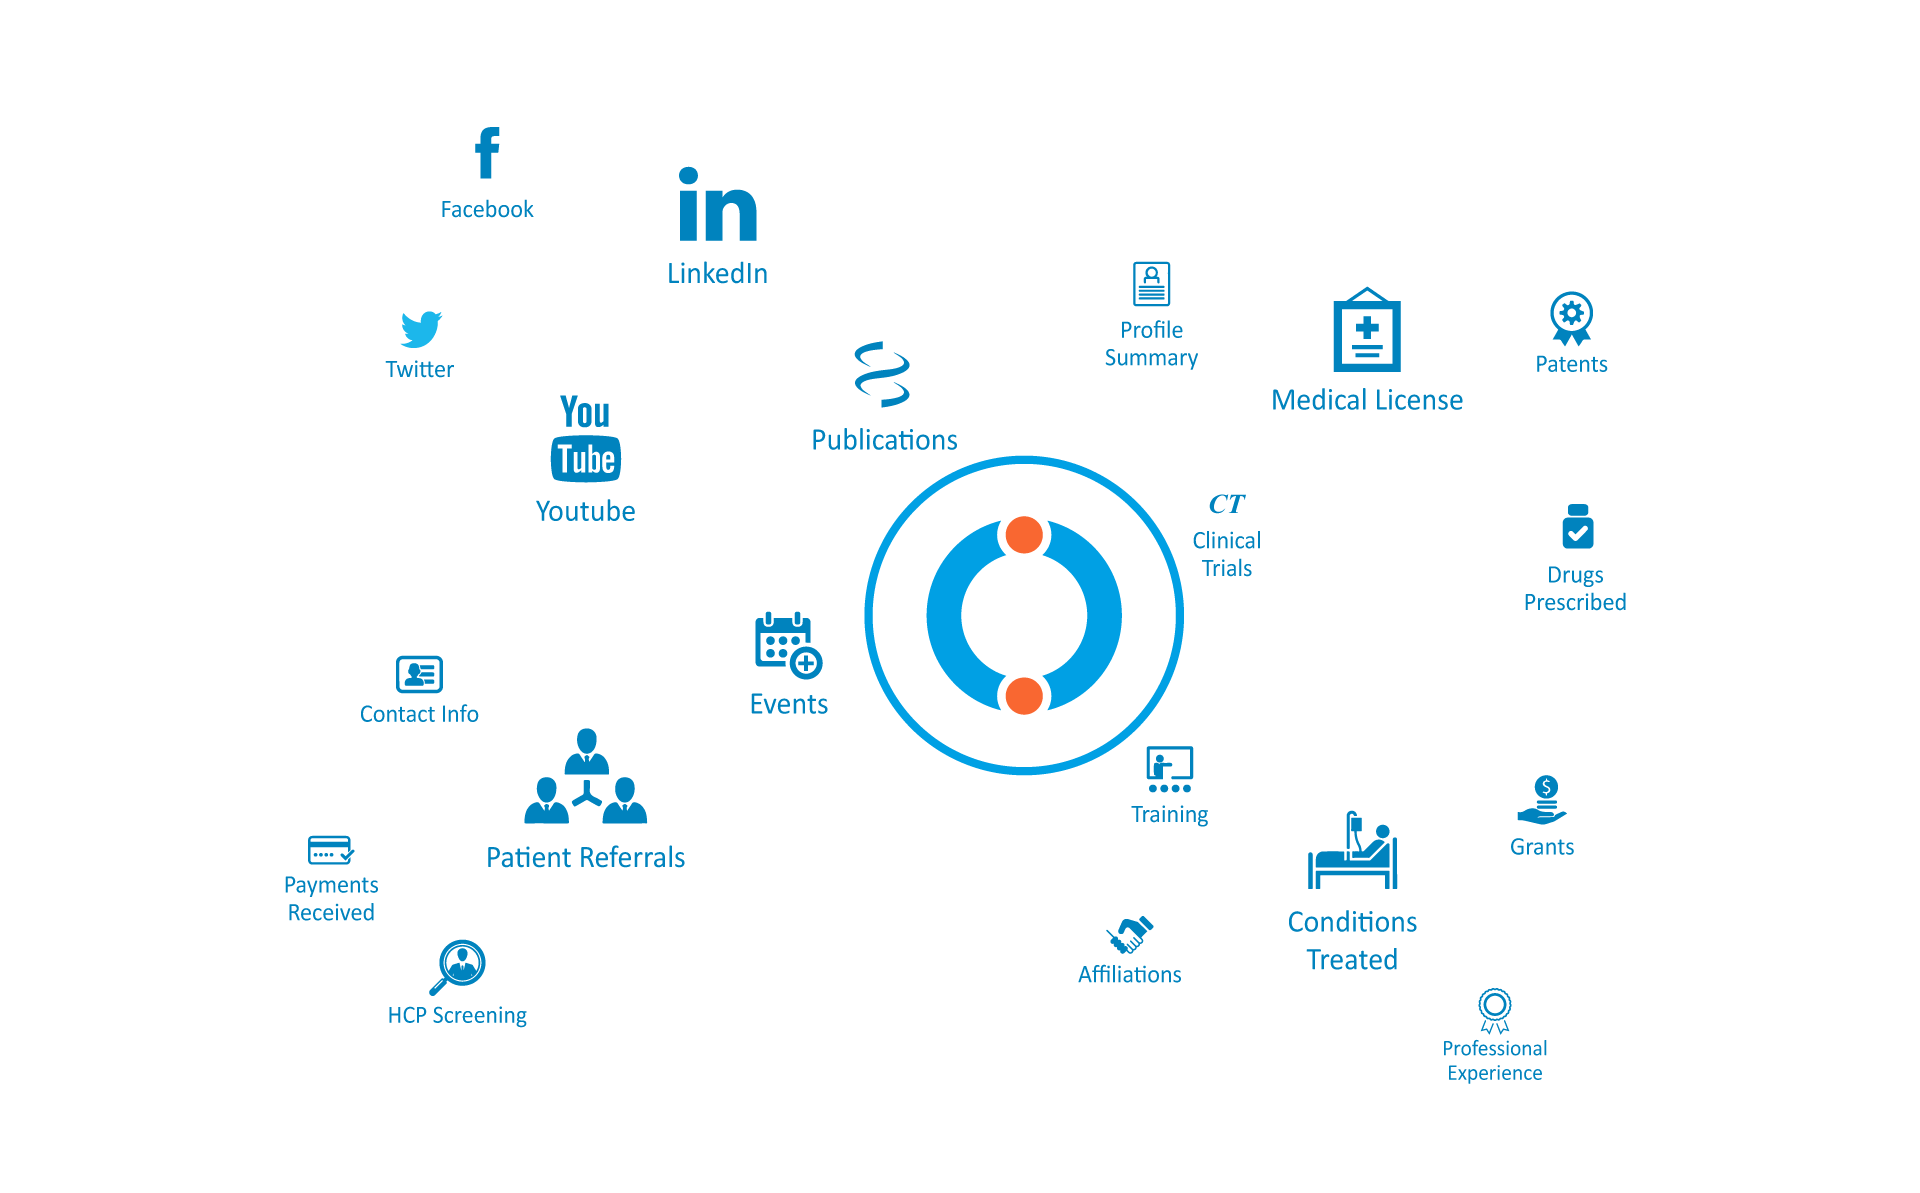 Facebook
in
LinkedIn
Twitter
You
Tube
Youtube
Publications
Profile
Summary
Medical License
Patents
CT
Clinical
Trials
Drugs
Prescribed
Events
Contact Info
Patient Referrals
Payments
Received
HCP Screening
Training
$
Grants
Conditions
Treated
Affiliations
Professional
Experience